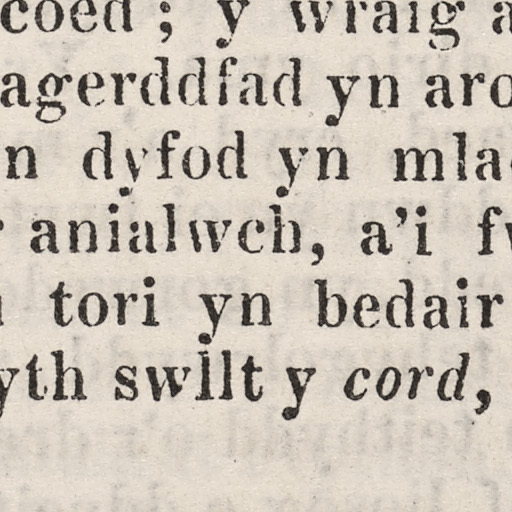 coed ; y wraig a
agerddfad yn aro
n dyfod yn mla
anialwch, a'i f
tori yn bedair
yth swllt y cord,